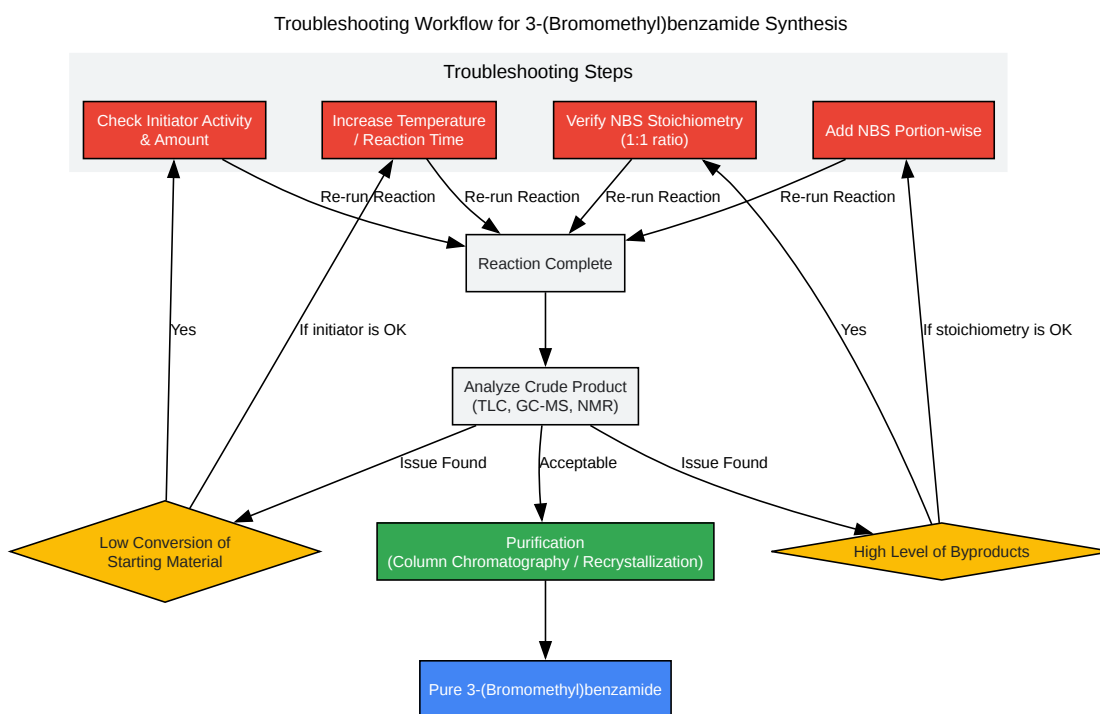 Troubleshooting Workflow for 3-(Bromomethyl)benzamide Synthesis
Troubleshooting Steps
Check Initiator Activity
& Amount
Increase Temperature
/ Reaction Time
Verify NBS Stoichiometry
(1:1 ratio)
Add NBS Portion-wise
Re-run Reaction
Re-run Reaction
Re-run Reaction
Re-run Reaction
Reaction Complete
Yes
If initiator is OK
Yes
If stoichiometry is OK
Analyze Crude Product
(TLC, GC-MS, NMR)
Issue Found
Acceptable
Issue Found
Low Conversion of
Starting Material
Purification
(Column Chromatography / Recrystallization)
High Level of Byproducts
Pure 3-(Bromomethyl)benzamide